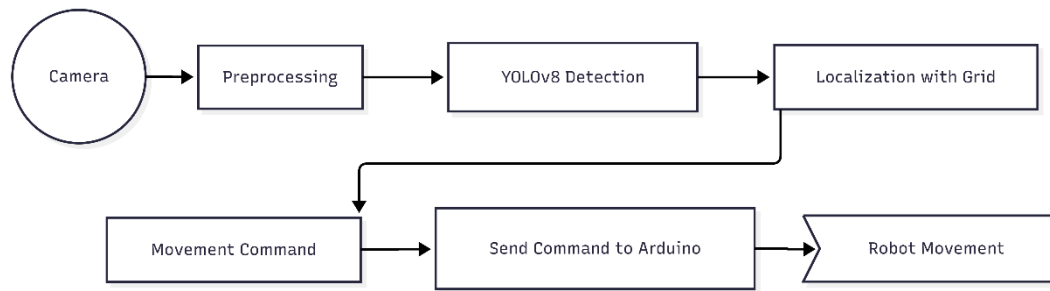 Camera
Preprocessing
YOLOv8 Detection
Localization with Grid
Movement Command
Send Command to Arduino
Robot Movement